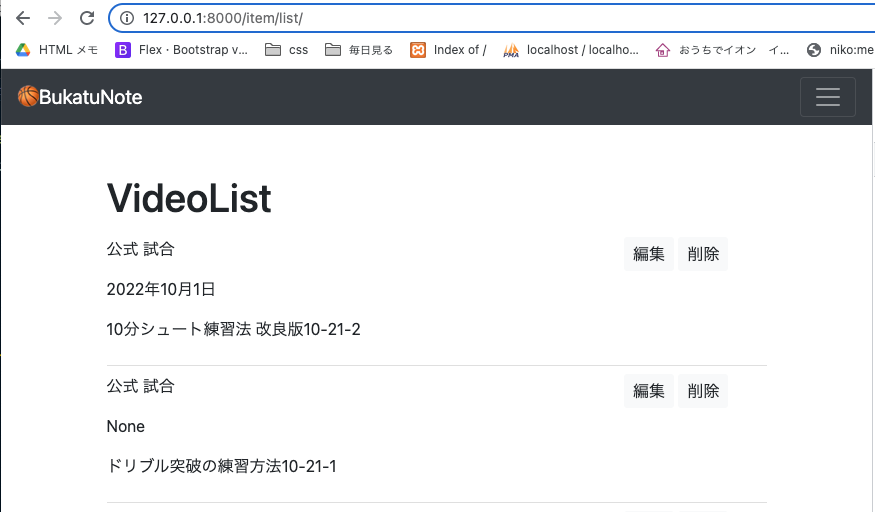 127.0.0.1:8000/item/list/
HTML メモ
Flex · Bootstrap v...
css
毎日見る
Index of /
localhost / localho...
おうちでイオン イ...
niko:me
BukatuNote
VideoList
公式 試合
編集 削除
2022年10月1日
10分シュート練習法 改良版10-21-2
公式 試合
編集 削除
None
ドリブル突破の練習方法10-21-1